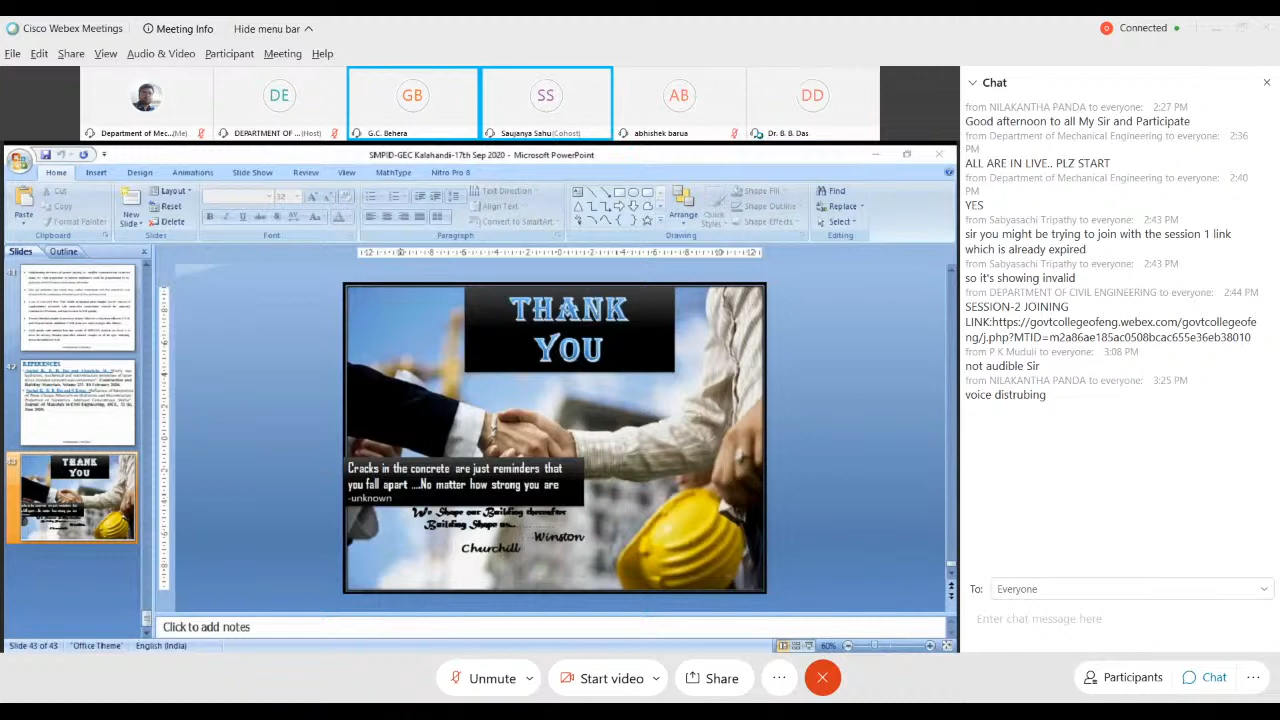 Cisco Webex Meetings
Meeting Info
Hide menu bar
Connected
File Edit Share View Audio & Video Participant Meeting Help
DE GB SS AB DD
Department of Mec... (Me)
DEPARTMENT OF ... (Host)
G.C. Behera
Saujanya Sahu (Cohost)
abhishek barua
Dr. B. B. Das
SIMPID-GEC Kalahandi-17th Sep 2020 - Microsoft PowerPoint
Home Insert Design Animations Slide Show Review View MathType Nitro Pro 8
Paste
Cut
Copy
Format Painter
Clipboard
New
Slide
Layout
Reset
Delete
Slides
32
Font
Text Direction
Align Text
Convert to SmartArt
Paragraph
Arrange
Quick
Styles
Shape Fill
Shape Outline
Shape Effects
Drawing
Find
Replace
Select
Editing
Slides Outline
41
42
REFERENCES
43
THANK
YOU
THANK
YOU
Cracks in the concrete are just reminders that
you fall apart ....No matter how strong you are
-unknown
We Shape our Building thereafter
Building Shape us...
Winston
Churchill
Click to add notes
Slide 43 of 43
"Office Theme"
English (India)
60%
Chat
from NILAKANTHA PANDA to everyone: 2:27 PM
Good afternoon to all My Sir and Participate
from Department of Mechanical Engineering to everyone: 2:36
PM
ALL ARE IN LIVE.. PLZ START
from Department of Mechanical Engineering to everyone: 2:40
PM
YES
from Sabyasachi Tripathy to everyone: 2:43 PM
sir you might be trying to join with the session 1 link
which is already expired
from Sabyasachi Tripathy to everyone: 2:43 PM
so it's showing invalid
from DEPARTMENT OF CIVIL ENGINEERING to everyone: 2:44 PM
SESSION-2 JOINING
LINK:https://govtcollegeofeng.webex.com/govtcollegeofe
ng/j.php?MTID=m2a86ae185ac0508bcac655e36eb38010
from P K Muduli to everyone: 3:08 PM
not audible Sir
from NILAKANTHA PANDA to everyone: 3:25 PM
voice distrubing
To: Everyone
Enter chat message here
Unmute
Start video
Share
Participants
Chat